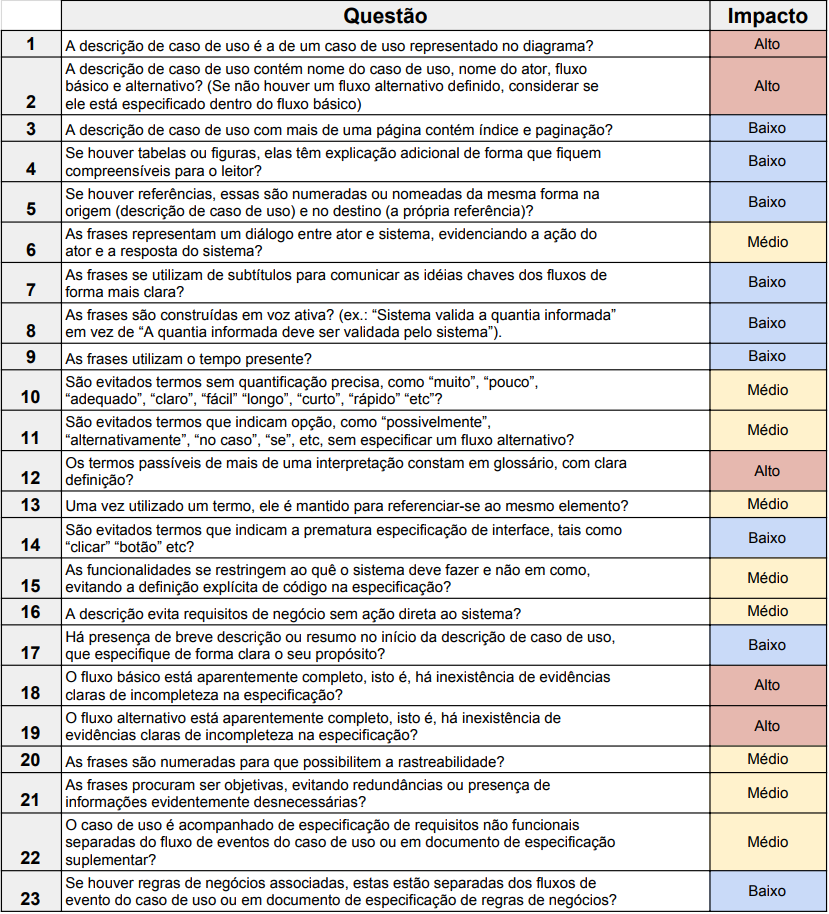 Questão Impacto
1 A descrição de caso de uso é a de um caso de uso representado no diagrama? Alto
A descrição de caso de uso contém nome do caso de uso, nome do ator, fluxo
básico e alternativo? (Se não houver um fluxo alternativo definido, considerar se
2 ele está especificado dentro do fluxo básico) Alto
3 A descrição de caso de uso com mais de uma página contém índice e paginação? Baixo
Se houver tabelas ou figuras, elas têm explicação adicional de forma que fiquem
4 compreensíveis para o leitor? Baixo
Se houver referências, essas são numeradas ou nomeadas da mesma forma na
5 origem (descrição de caso de uso) e no destino (a própria referência)? Baixo
As frases representam um diálogo entre ator e sistema, evidenciando a ação do
6 ator e a resposta do sistema? Médio
As frases se utilizam de subtítulos para comunicar as idéias chaves dos fluxos de
7 forma mais clara? Baixo
As frases são construídas em voz ativa? (ex.: “Sistema valida a quantia informada”
8 em vez de “A quantia informada deve ser validada pelo sistema”). Baixo
9 As frases utilizam o tempo presente? Baixo
São evitados termos sem quantificação precisa, como “muito”, “pouco”,
10 “adequado”, “claro”, “fácil” “longo”, “curto”, “rápido” “etc”? Médio
São evitados termos que indicam opção, como “possivelmente”,
11 “alternativamente”, “no caso”, “se”, etc, sem especificar um fluxo alternativo? Médio
Os termos passíveis de mais de uma interpretação constam em glossário, com clara
12 definição? Alto
13 Uma vez utilizado um termo, ele é mantido para referenciar-se ao mesmo elemento? Médio
São evitados termos que indicam a prematura especificação de interface, tais como
14 “clicar” “botão” etc? Baixo
As funcionalidades se restringem ao quê o sistema deve fazer e não em como,
15 evitando a definição explícita de código na especificação? Médio
16 A descrição evita requisitos de negócio sem ação direta ao sistema? Médio
Há presença de breve descrição ou resumo no início da descrição de caso de uso,
17 que especifique de forma clara o seu propósito? Baixo
O fluxo básico está aparentemente completo, isto é, há inexistência de evidências
18 claras de incompleteza na especificação? Alto
O fluxo alternativo está aparentemente completo, isto é, há inexistência de
19 evidências claras de incompleteza na especificação? Alto
20 As frases são numeradas para que possibilitem a rastreabilidade? Médio
As frases procuram ser objetivas, evitando redundâncias ou presença de
21 informações evidentemente desnecessárias? Médio
O caso de uso é acompanhado de especificação de requisitos não funcionais
separadas do fluxo de eventos do caso de uso ou em documento de especificação
22 suplementar? Médio
Se houver regras de negócios associadas, estas estão separadas dos fluxos de
23 evento do caso de uso ou em documento de especificação de regras de negócios? Baixo